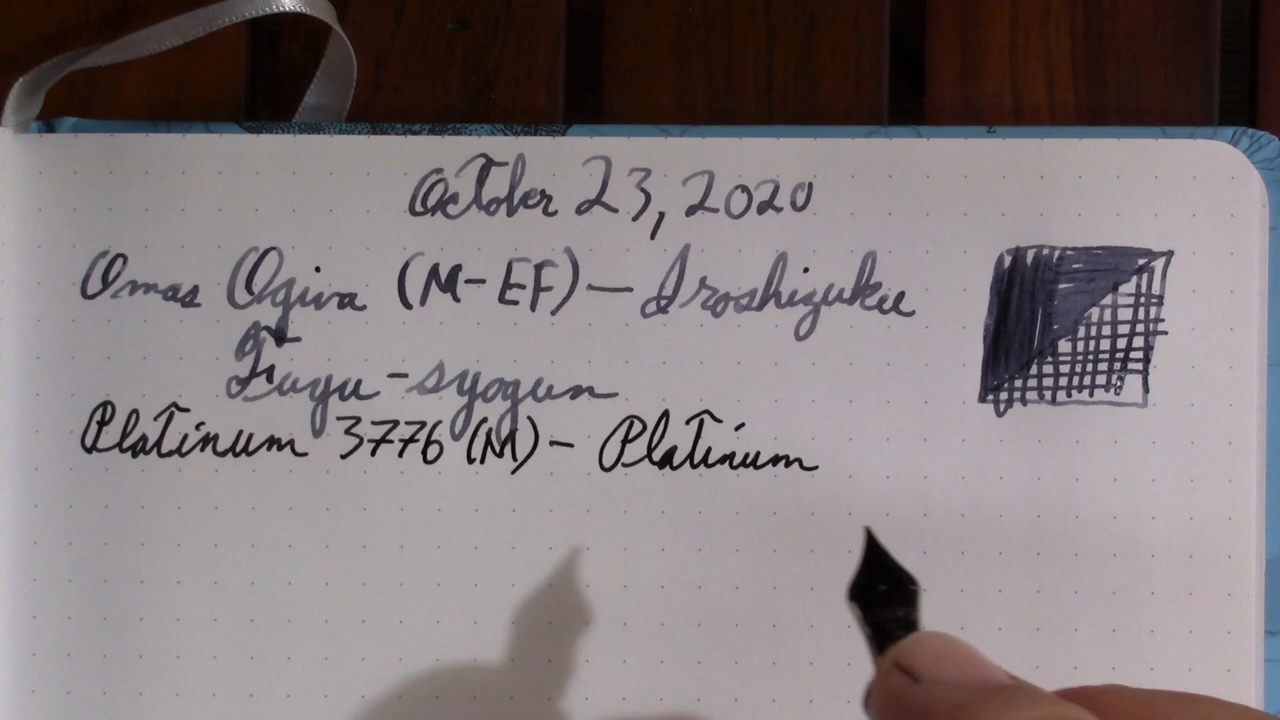 October 23, 2020
Omas Ogiva (M-EF) — Iroshizuku
Fuyu-syogun
Platinum 3776 (M) - Platinum